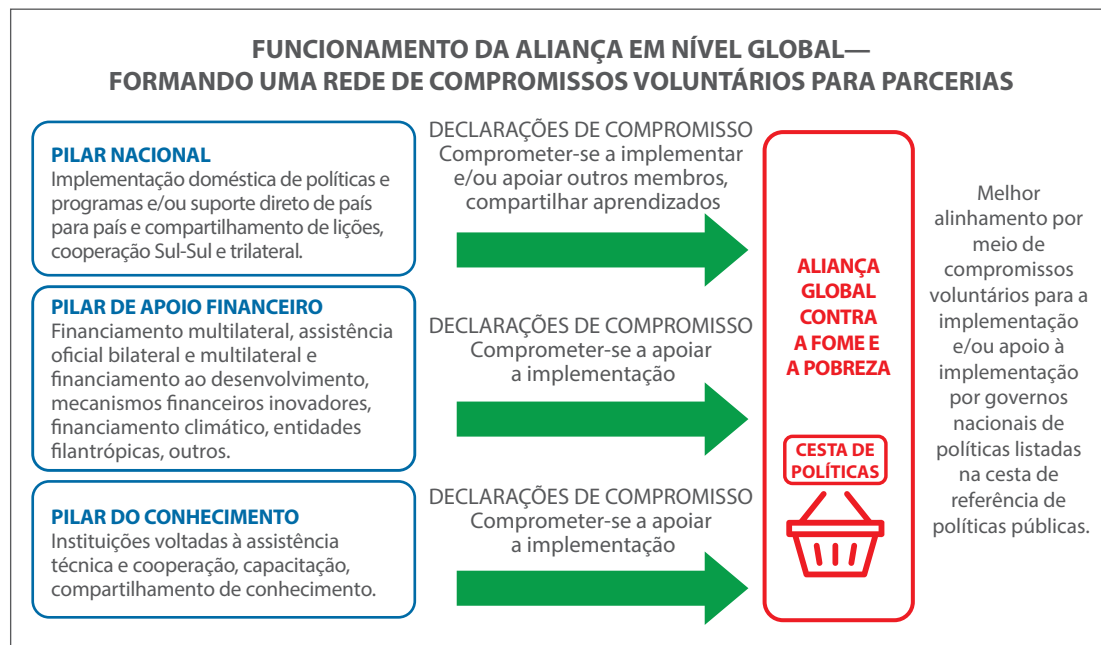 FUNCIONAMENTO DA ALIANÇA EM NÍVEL GLOBAL—
FORMANDO UMA REDE DE COMPROMISSOS VOLUNTÁRIOS PARA PARCERIAS
PILAR NACIONAL
Implementação doméstica de políticas e
programas e/ou suporte direto de país
para país e compartilhamento de lições,
cooperação Sul-Sul e trilateral.
DECLARAÇÕES DE COMPROMISSO
Comprometer-se a implementar
e/ou apoiar outros membros,
compartilhar aprendizados
PILAR DE APOIO FINANCEIRO
Financiamento multilateral, assistência
oficial bilateral e multilateral e
financiamento ao desenvolvimento,
mecanismos financeiros inovadores,
financiamento climático, entidades
filantrópicas, outros.
DECLARAÇÕES DE COMPROMISSO
Comprometer-se a apoiar
a implementação
PILAR DO CONHECIMENTO
Instituições voltadas à assistência
técnica e cooperação, capacitação,
compartilhamento de conhecimento.
DECLARAÇÕES DE COMPROMISSO
Comprometer-se a apoiar
a implementação
ALIANÇA
GLOBAL
CONTRA
A FOME E
A POBREZA
CESTA DE
POLÍTICAS
Melhor
alinhamento por
meio de
compromissos
voluntários para a
implementação
e/ou apoio à
implementação
por governos
nacionais de
políticas listadas
na cesta de
referência de
políticas públicas.